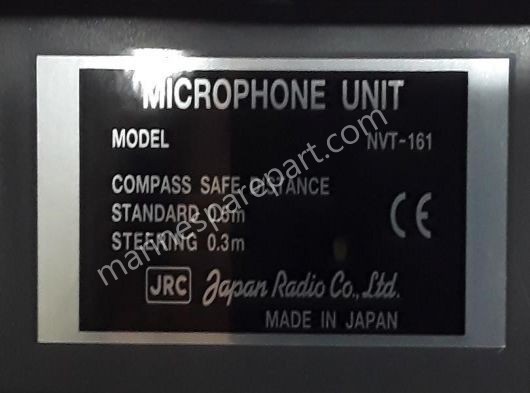 MICROPHONE UNIT
MODEL NVT-161
COMPASS SAFE DISTANCE
STANDARD 0.6m
STEERING 0.3m
CE
JRC Japan Radio Co., Ltd.
MADE IN JAPAN
marinesparepart.com